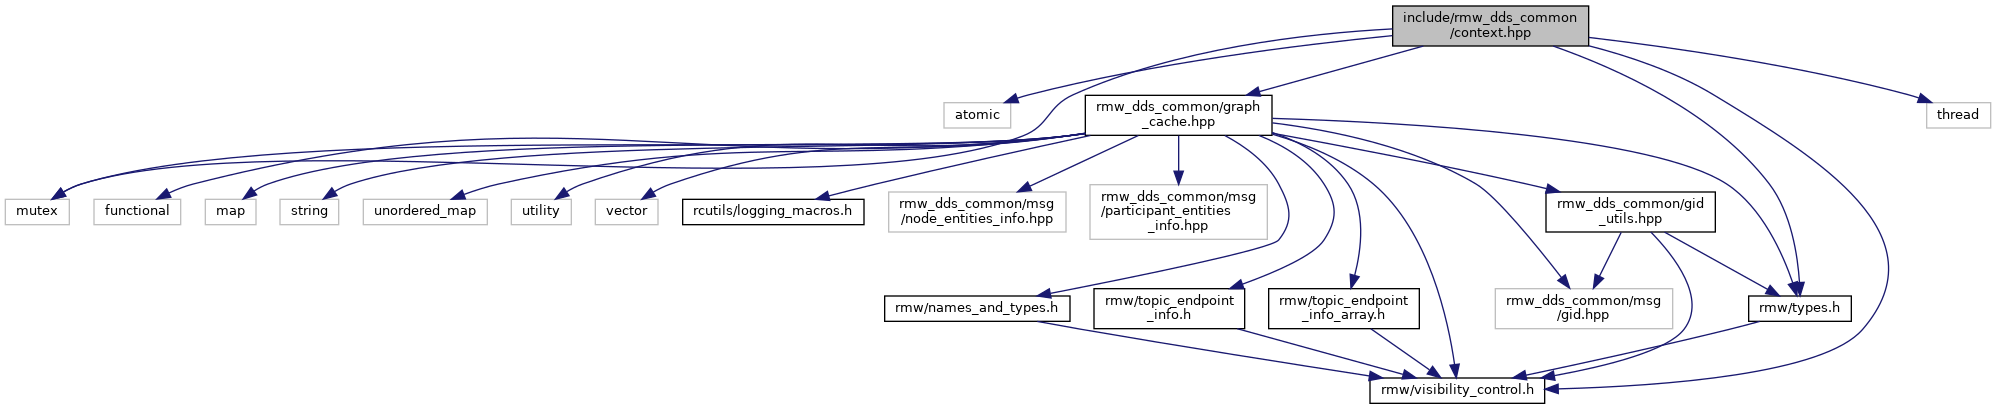 include/rmw_dds_common
/context.hpp
atomic
rmw_dds_common/graph
_cache.hpp
thread
mutex
functional
map
string
unordered_map
utility
vector
rcutils/logging_macros.h
rmw_dds_common/msg
/node_entities_info.hpp
rmw_dds_common/msg
/participant_entities
_info.hpp
rmw_dds_common/gid
_utils.hpp
rmw/names_and_types.h
rmw/topic_endpoint
_info.h
rmw/topic_endpoint
_info_array.h
rmw_dds_common/msg
/gid.hpp
rmw/types.h
rmw/visibility_control.h